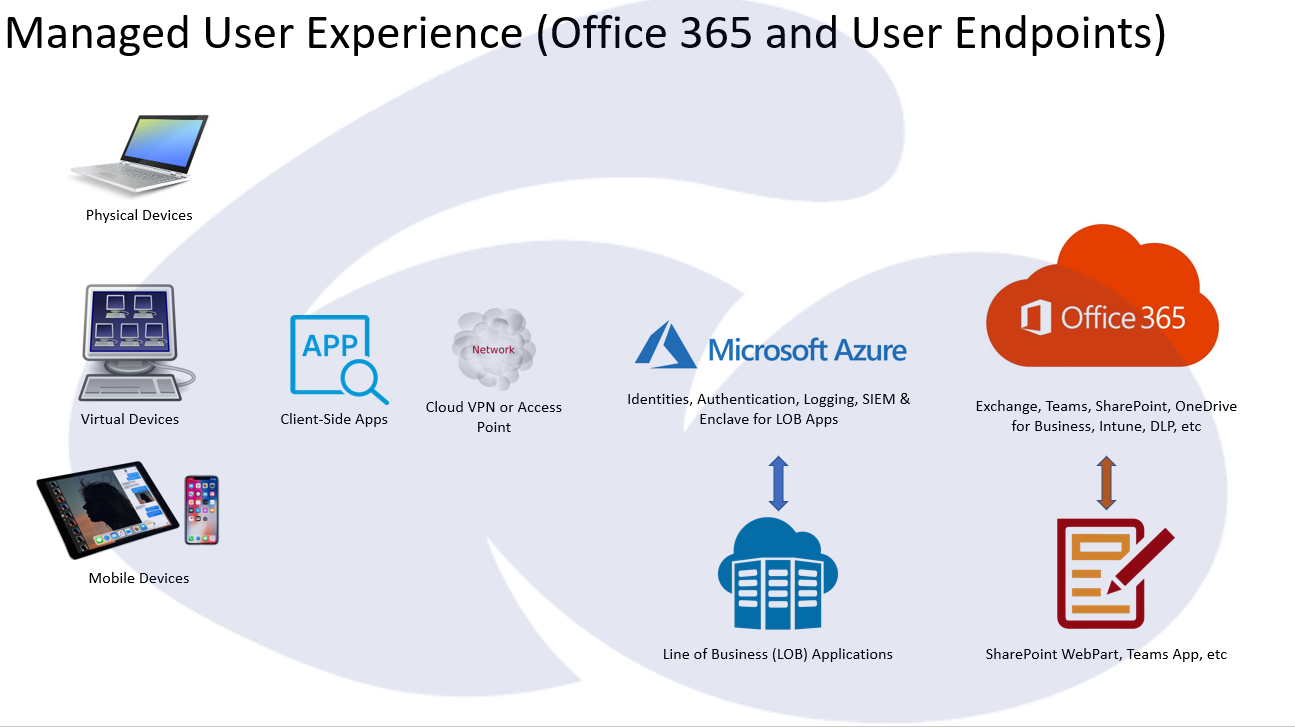 Managed User Experience (Office 365 and User Endpoints)
Physical Devices
Virtual Devices
Mobile Devices
APP
Client-Side Apps
Network
Cloud VPN or Access
Point
Microsoft Azure
Identities, Authentication, Logging, SIEM &
Enclave for LOB Apps
Line of Business (LOB) Applications
Office 365
Exchange, Teams, SharePoint, OneDrive
for Business, Intune, DLP, etc
SharePoint WebPart, Teams App, etc